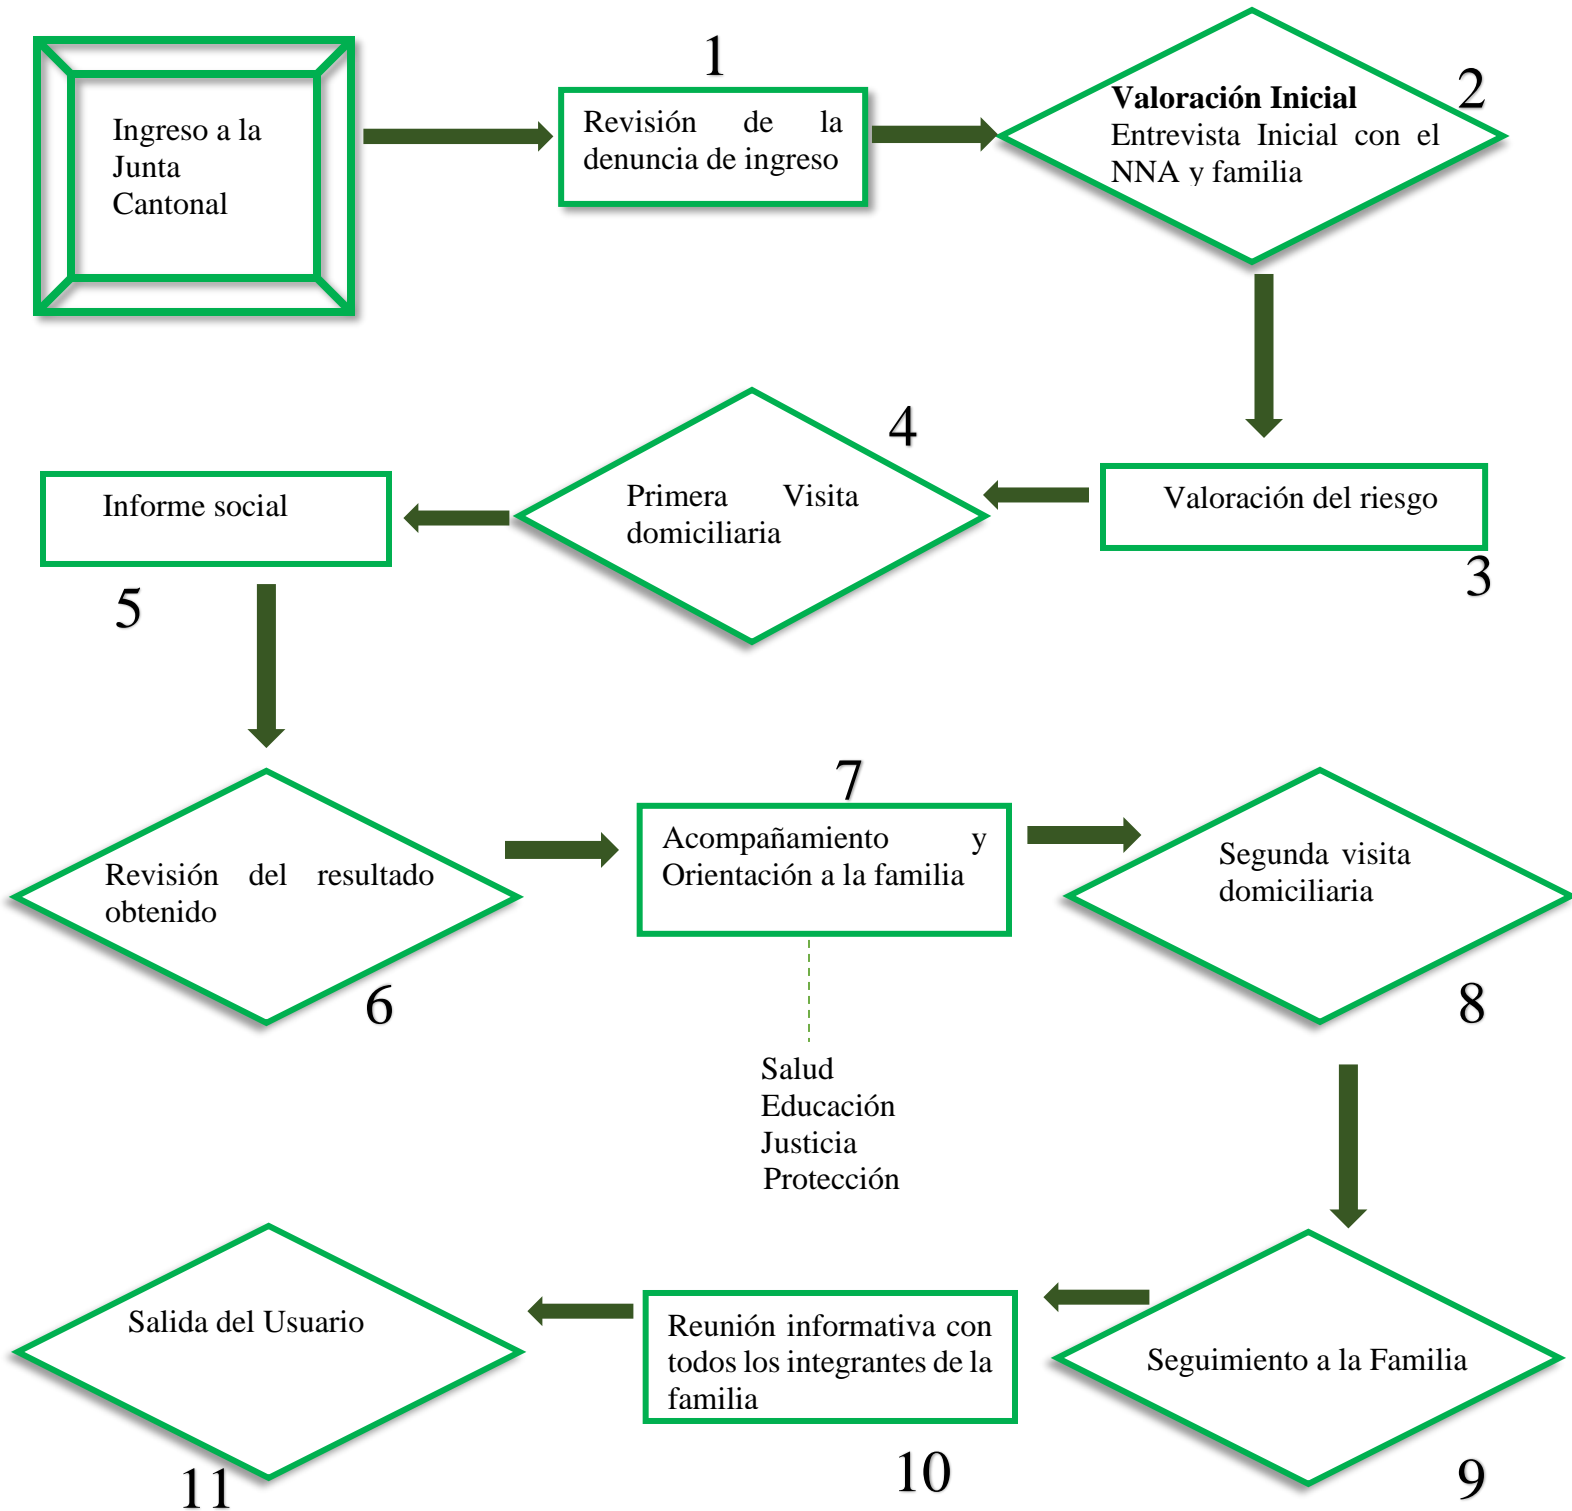 Ingreso a la
Junta
Cantonal
1
Revisión de la
denuncia de ingreso
2
Valoración Inicial
Entrevista Inicial con el
NNA y familia
3
Valoración del riesgo
4
Primera Visita
domiciliaria
5
Informe social
6
Revisión del resultado
obtenido
7
Acompañamiento y
Orientación a la familia
Salud
Educación
Justicia
Protección
8
Segunda visita
domiciliaria
9
Seguimiento a la Familia
10
Reunión informativa con
todos los integrantes de la
familia
11
Salida del Usuario